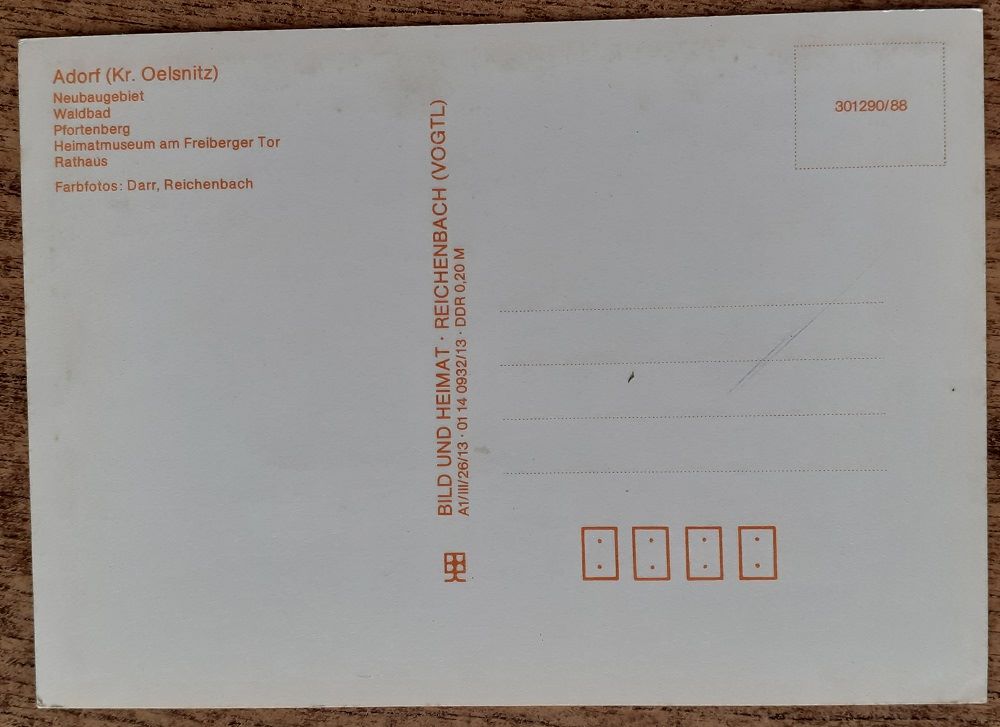 Adorf (Kr. Oelsnitz)
Neubaugebiet
Waldbad
Pfortenberg
Heimatmuseum am Freiberger Tor
Rathaus
Farbfotos: Darr, Reichenbach
BILD UND HEIMAT · REICHENBACH (VOGTL)
A1/III/26/13 · 01 14 0932/13 · DDR 0,20 M
301290/88